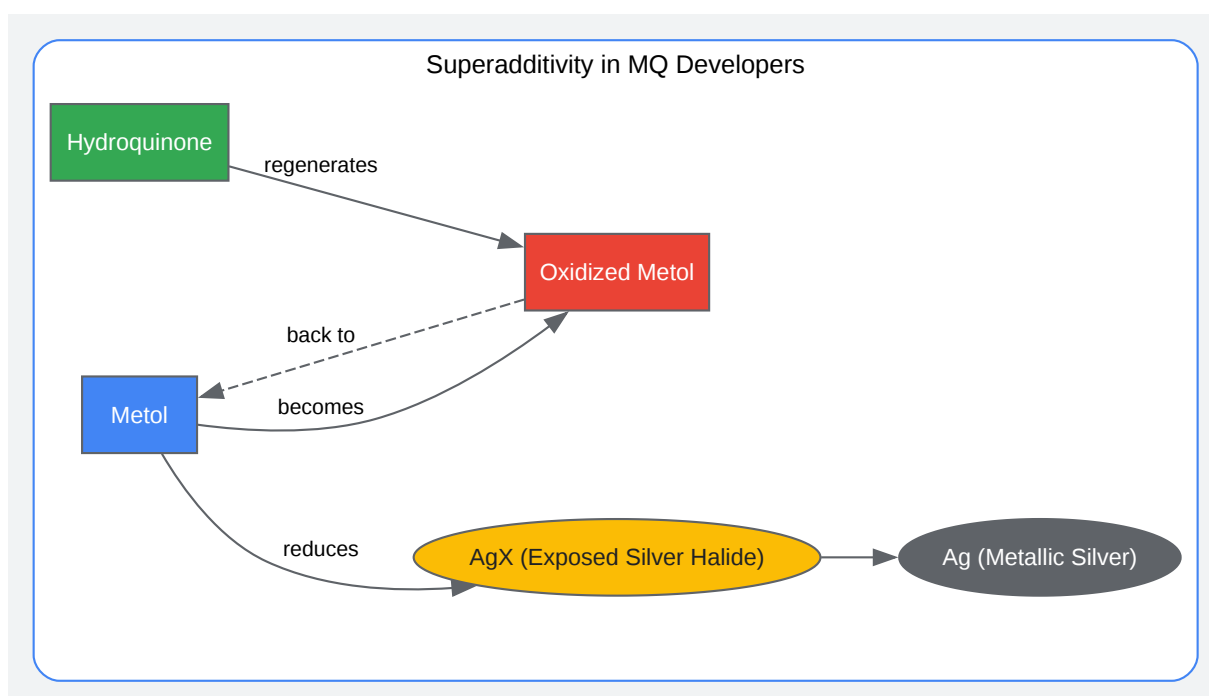 Superadditivity in MQ Developers
Hydroquinone
regenerates
Oxidized Metol
back to
Metol
becomes
reduces
AgX (Exposed Silver Halide)
Ag (Metallic Silver)